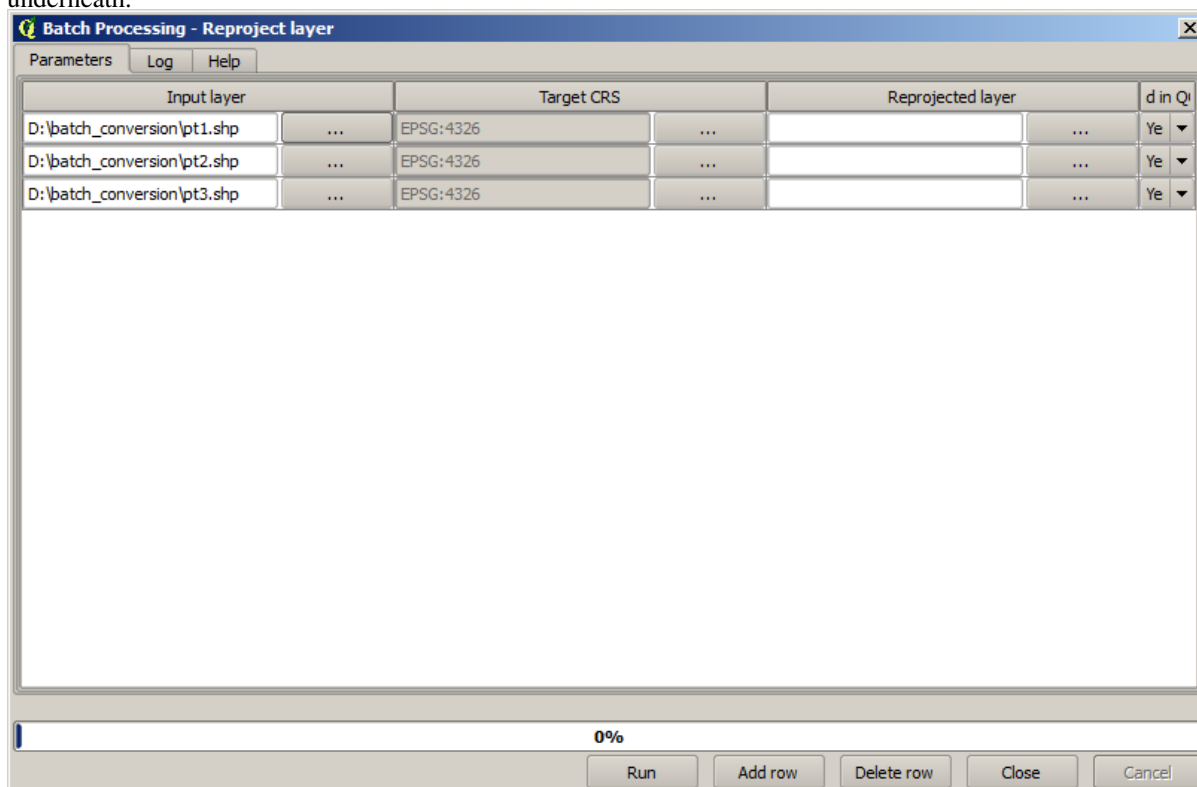 underneath.
Batch Processing - Reproject layer
Parameters Log Help
Input layer Target CRS Reprojected layer d in Q
D:\batch_conversion\pt1.shp ... EPSG:4326 ... ... Ye
D:\batch_conversion\pt2.shp ... EPSG:4326 ... ... Ye
D:\batch_conversion\pt3.shp ... EPSG:4326 ... ... Ye
0%
Run Add row Delete row Close Cancel